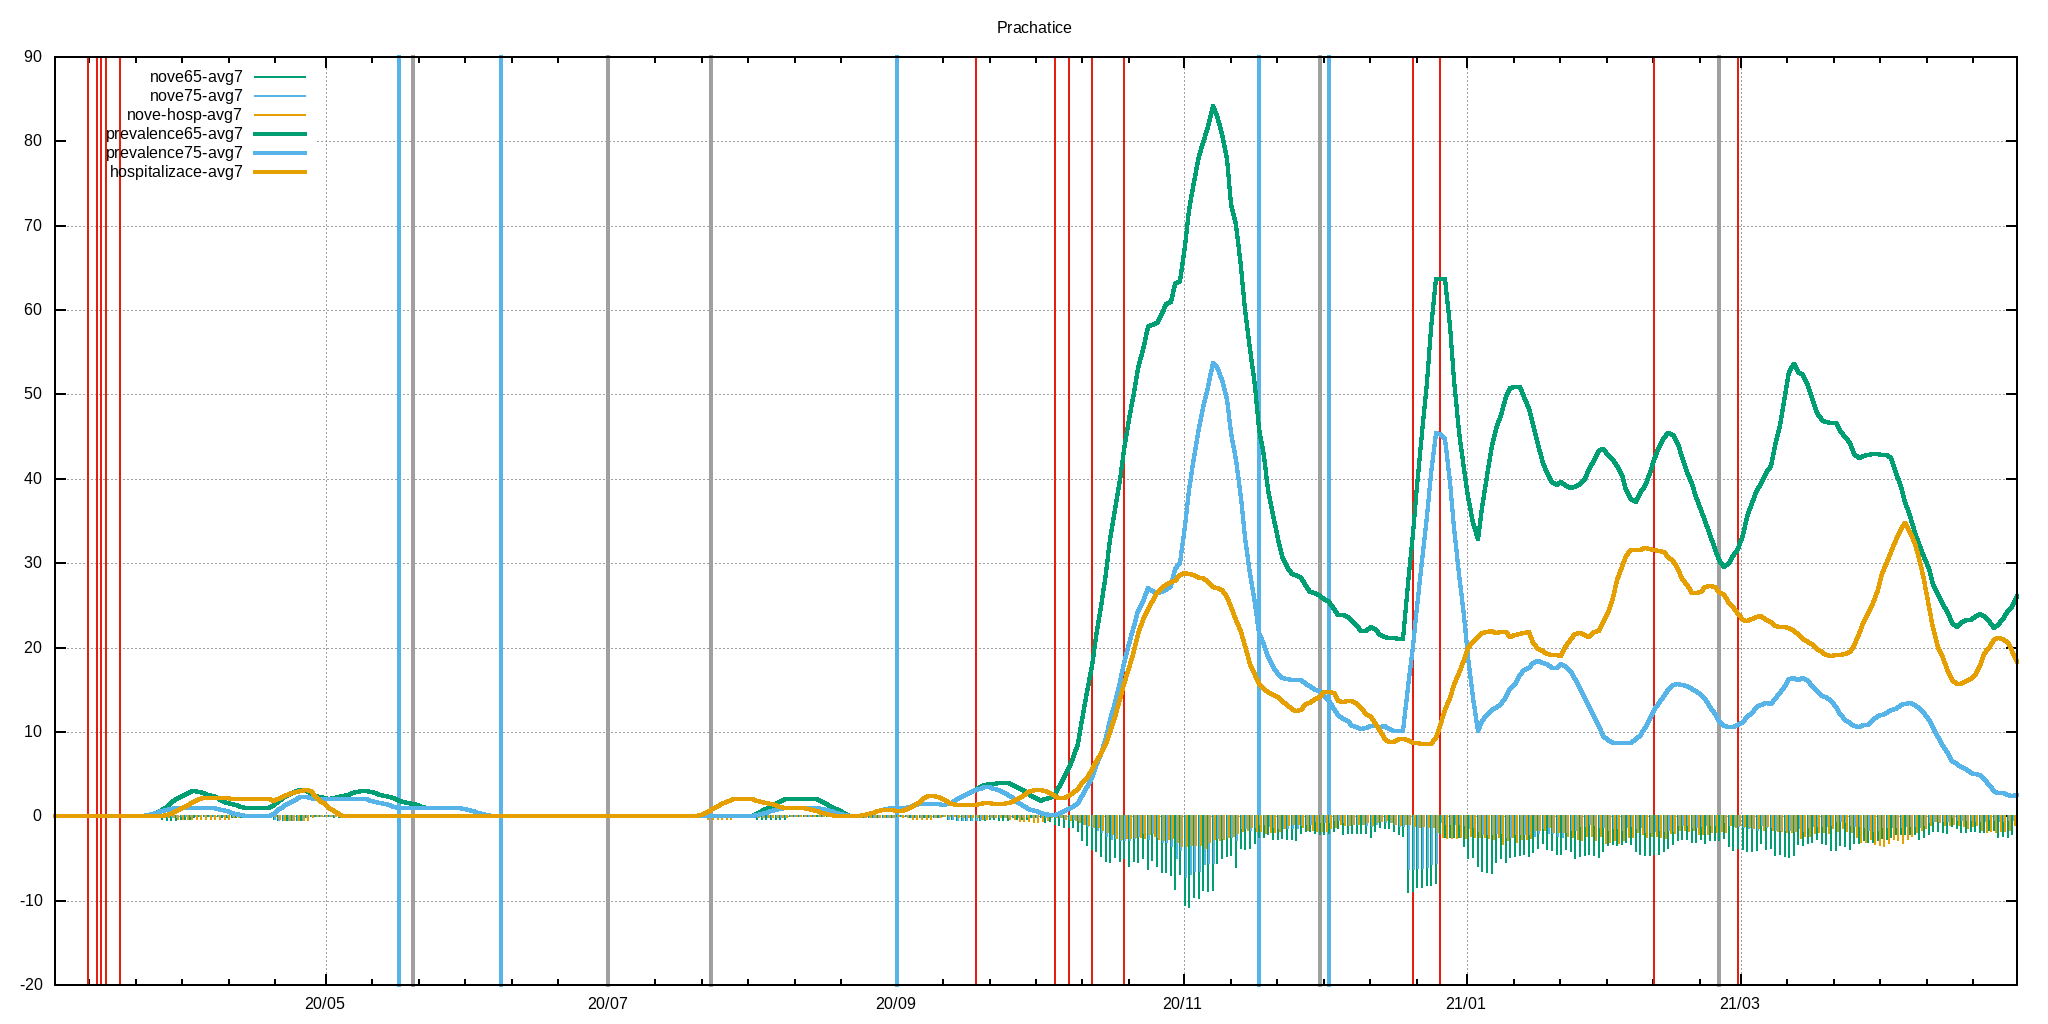 Prachatice
90
80
70
60
50
40
30
20
10
0
-10
-20
nove65-avg7
nove75-avg7
nove-hosp-avg7
prevalence65-avg7
prevalence75-avg7
hospitalizace-avg7
20/05 20/07 20/09 20/11 21/01 21/03